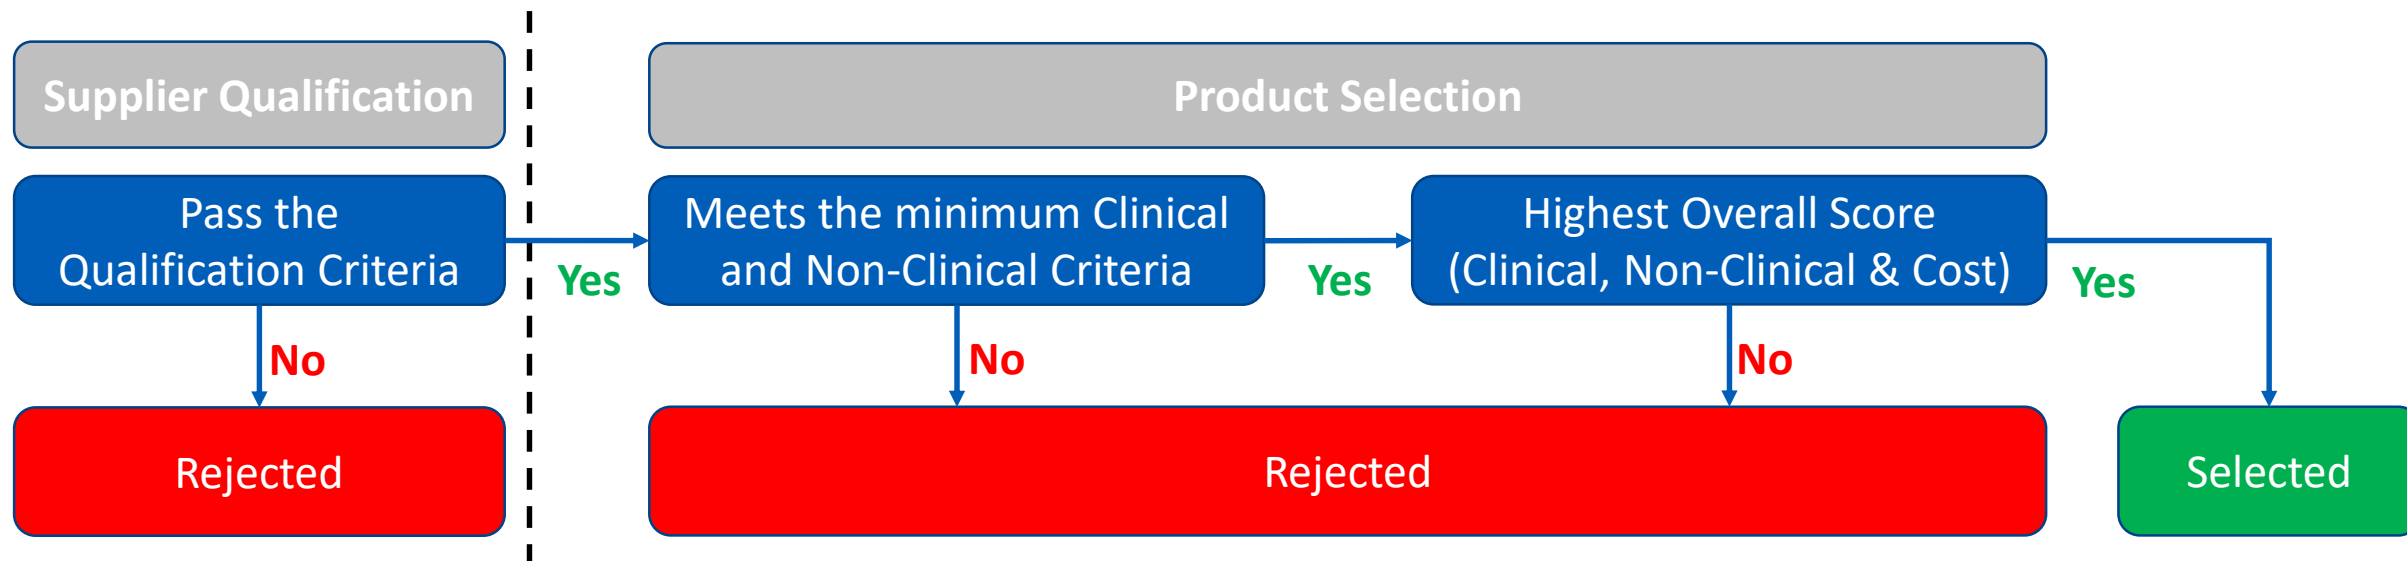 Supplier Qualification
Product Selection
Pass the
Qualification Criteria
Yes
Meets the minimum Clinical
and Non-Clinical Criteria
Yes
Highest Overall Score
(Clinical, Non-Clinical & Cost)
Yes
No
No
No
Rejected
Rejected
Selected